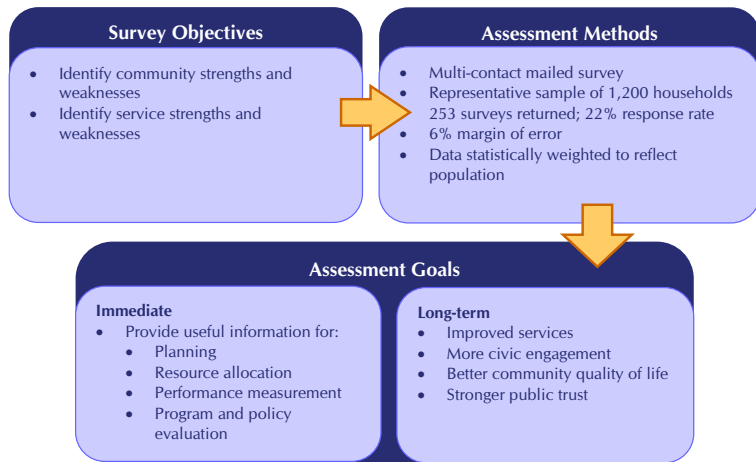 Survey Objectives
• Identify community strengths and
weaknesses
• Identify service strengths and
weaknesses
Assessment Methods
• Multi-contact mailed survey
• Representative sample of 1,200 households
• 253 surveys returned; 22% response rate
• 6% margin of error
• Data statistically weighted to reflect
population
Assessment Goals
Immediate
• Provide useful information for:
• Planning
• Resource allocation
• Performance measurement
• Program and policy
evaluation
Long-term
• Improved services
• More civic engagement
• Better community quality of life
• Stronger public trust